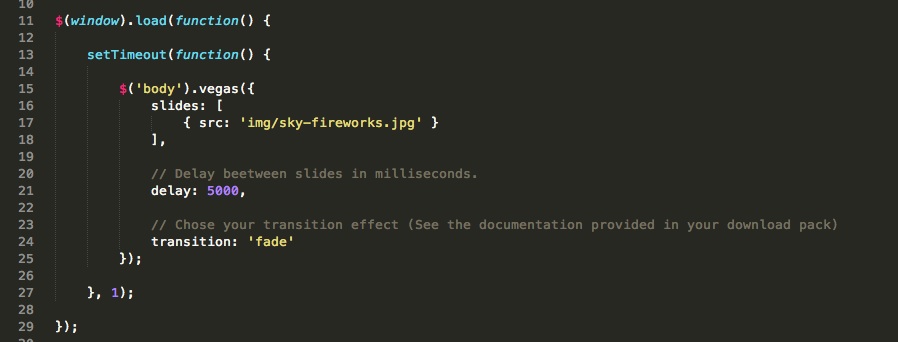 10
11 $(window).load(function() {
12
13 setTimeout(function() {
14
15 $('body').vegas({
16 slides: [
17 { src: 'img/sky-fireworks.jpg' }
18 ],
19
20 // Delay beetween slides in milliseconds.
21 delay: 5000,
22
23 // Chose your transition effect (See the documentation provided in your download pack)
24 transition: 'fade'
25 });
26
27 }, 1);
28
29 });